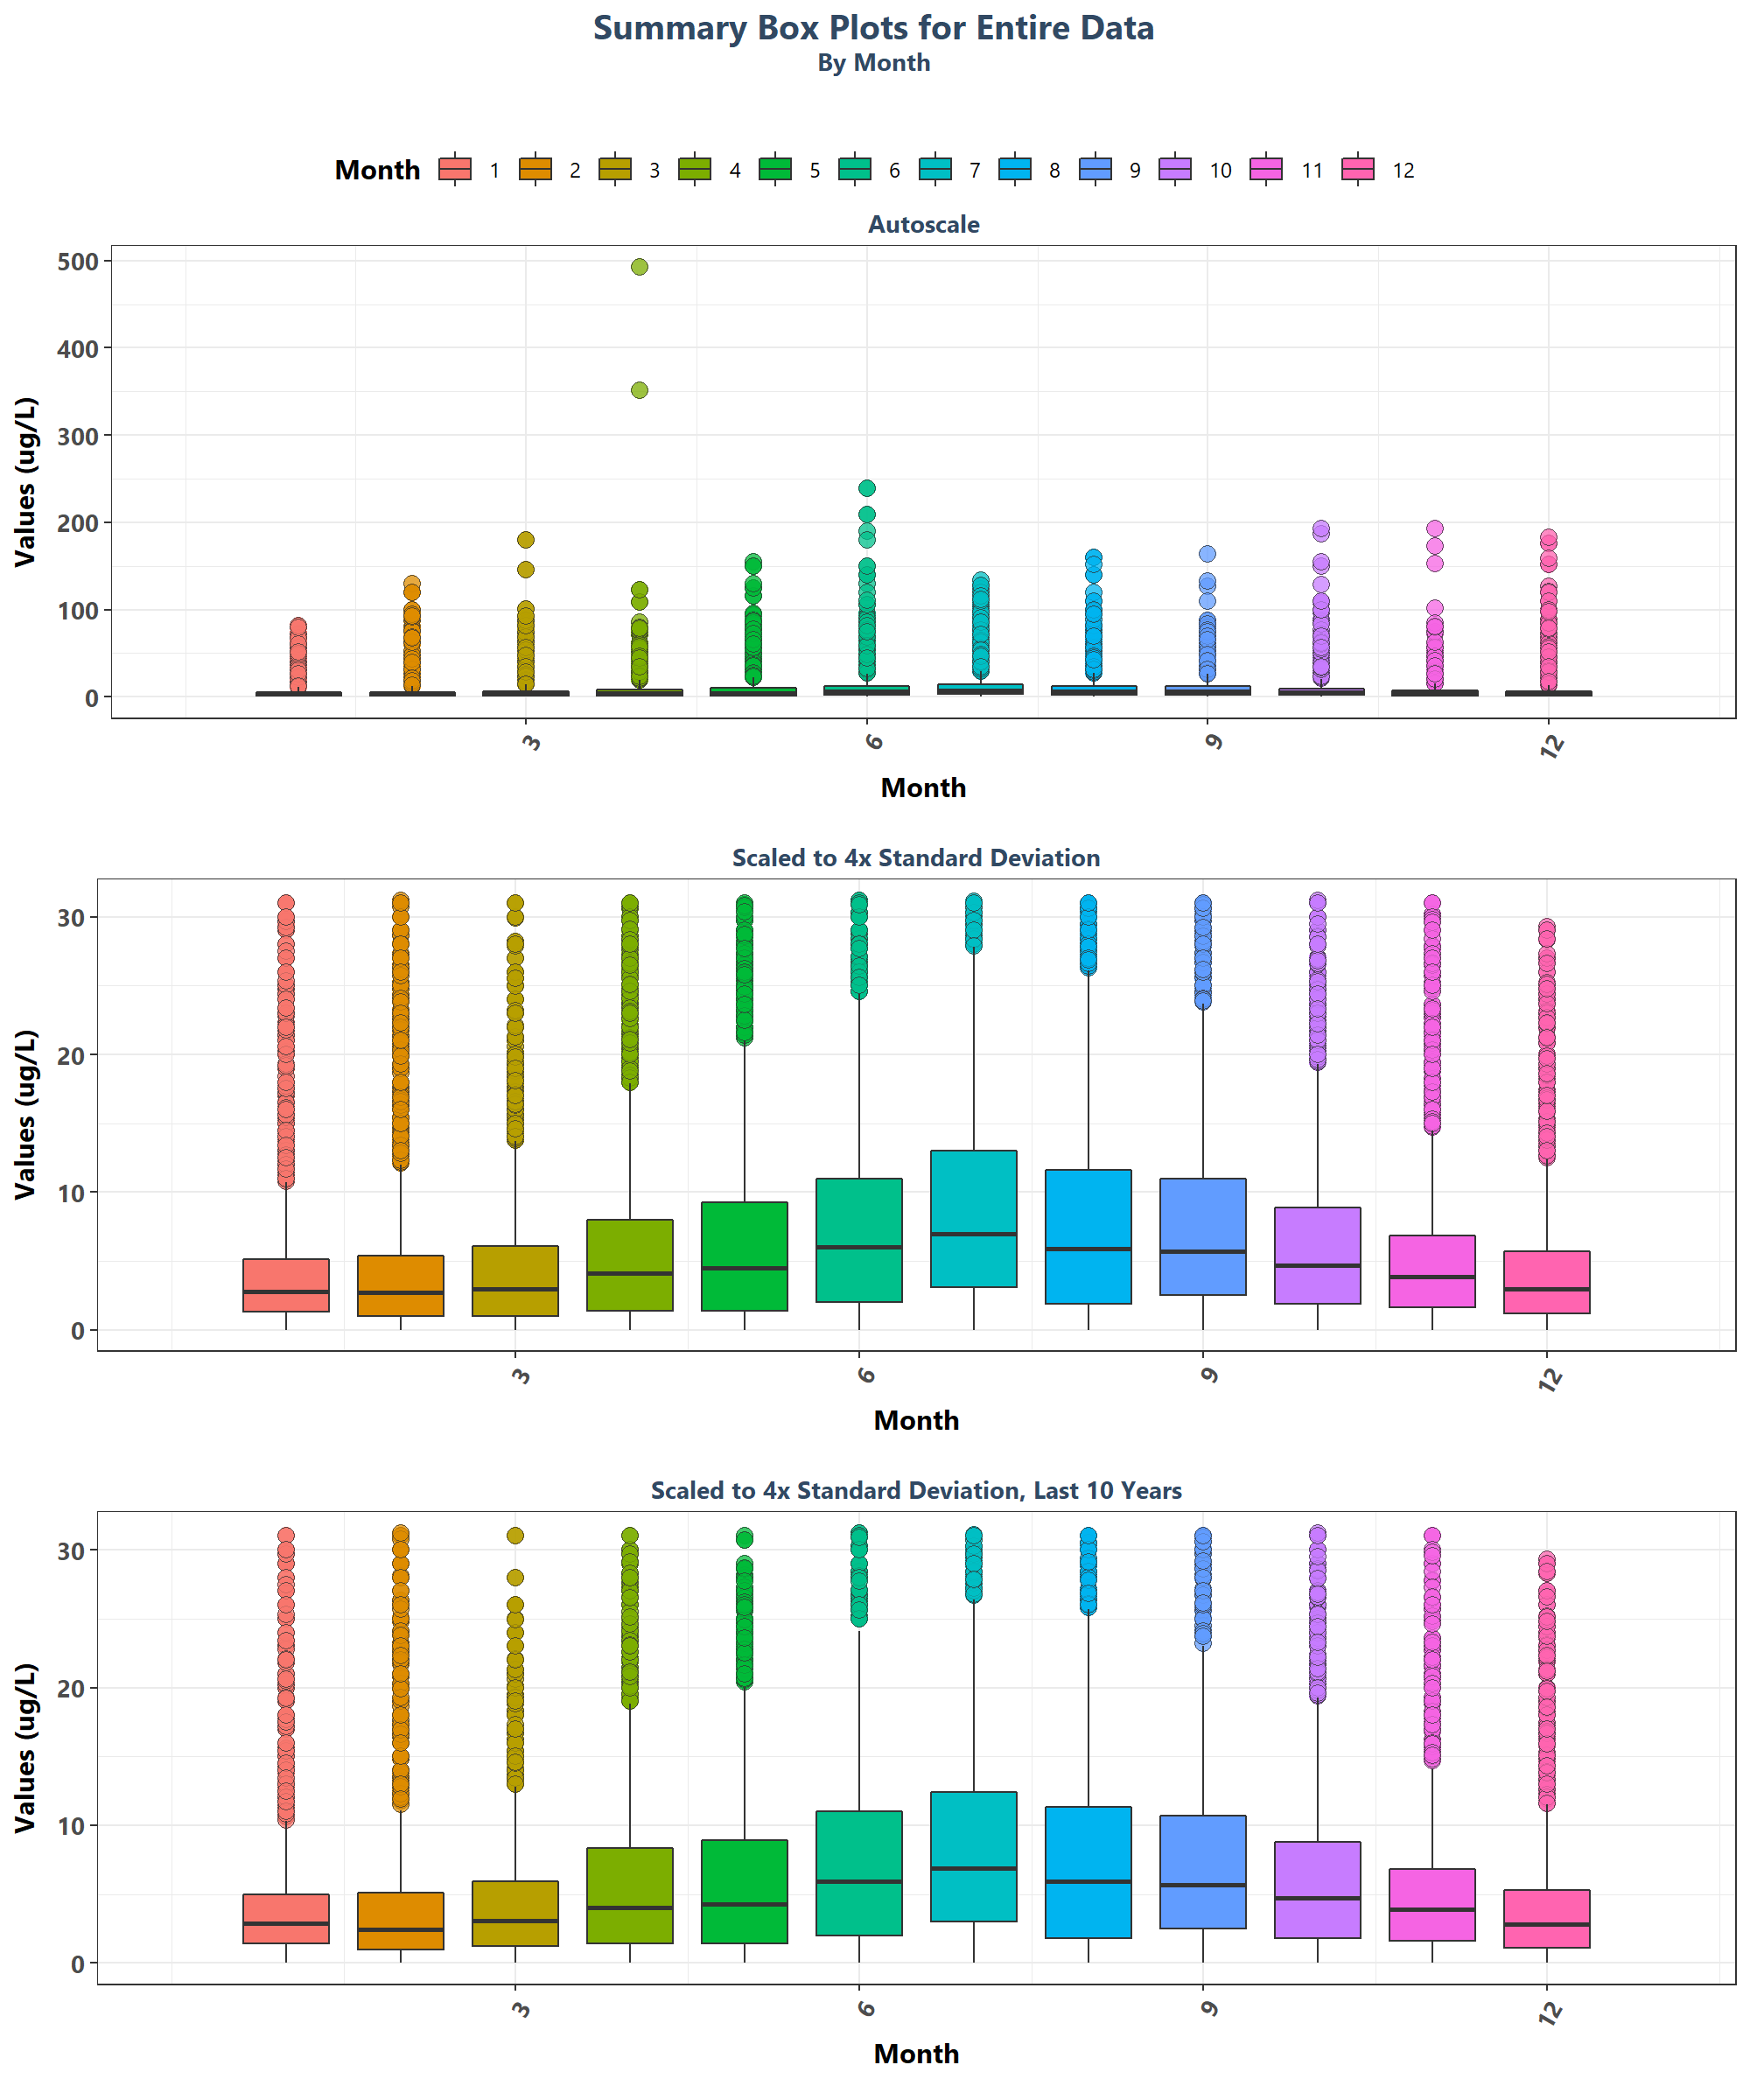 Summary Box Plots for Entire Data
By Month
Month 1 2 3 4 5 6 7 8 9 10 11 12
Autoscale
Values (ug/L)
500
400
300
200
100
0
3 6 9 12
Month
Scaled to 4x Standard Deviation
Values (ug/L)
30
20
10
0
3 6 9 12
Month
Scaled to 4x Standard Deviation, Last 10 Years
Values (ug/L)
30
20
10
0
3 6 9 12
Month